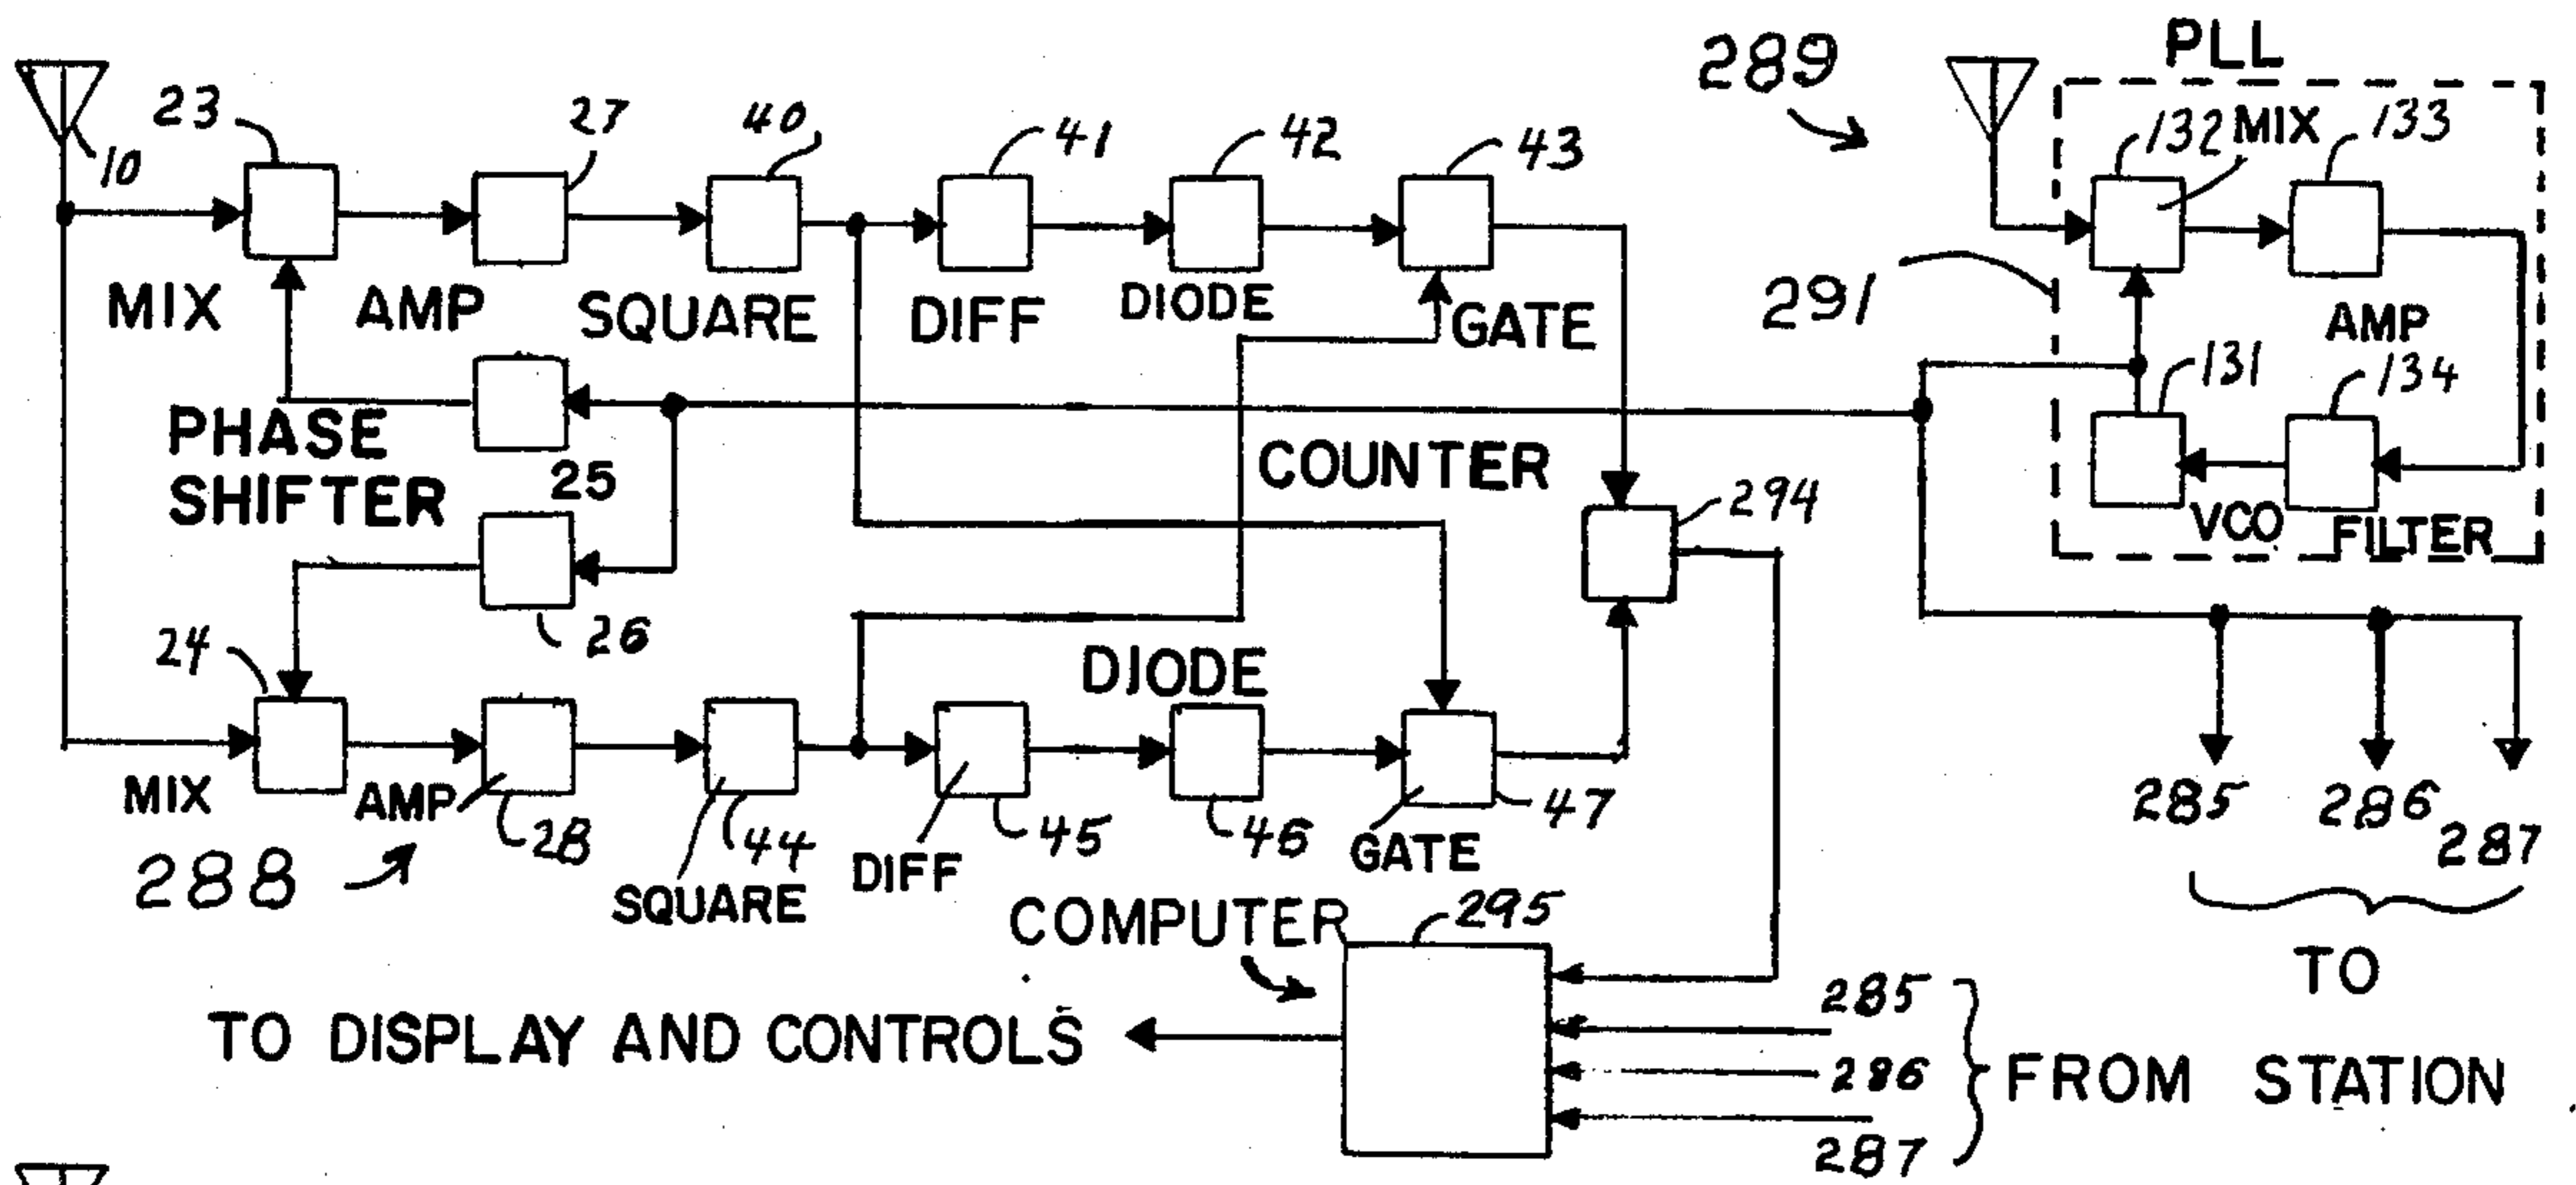 289
PLL
10
23
27
40
41
42
43
132
MIX
133
MIX
AMP
SQUARE
DIFF
DIODE
GATE
291
AMP
PHASE
SHIFTER
25
COUNTER
131
134
294
VCO
FILTER
26
24
DIODE
MIX
AMP
28
44
45
46
47
285
286
287
288
SQUARE
DIFF
GATE
COMPUTER
295
TO
TO DISPLAY AND CONTROLS
285
286
287
FROM STATION